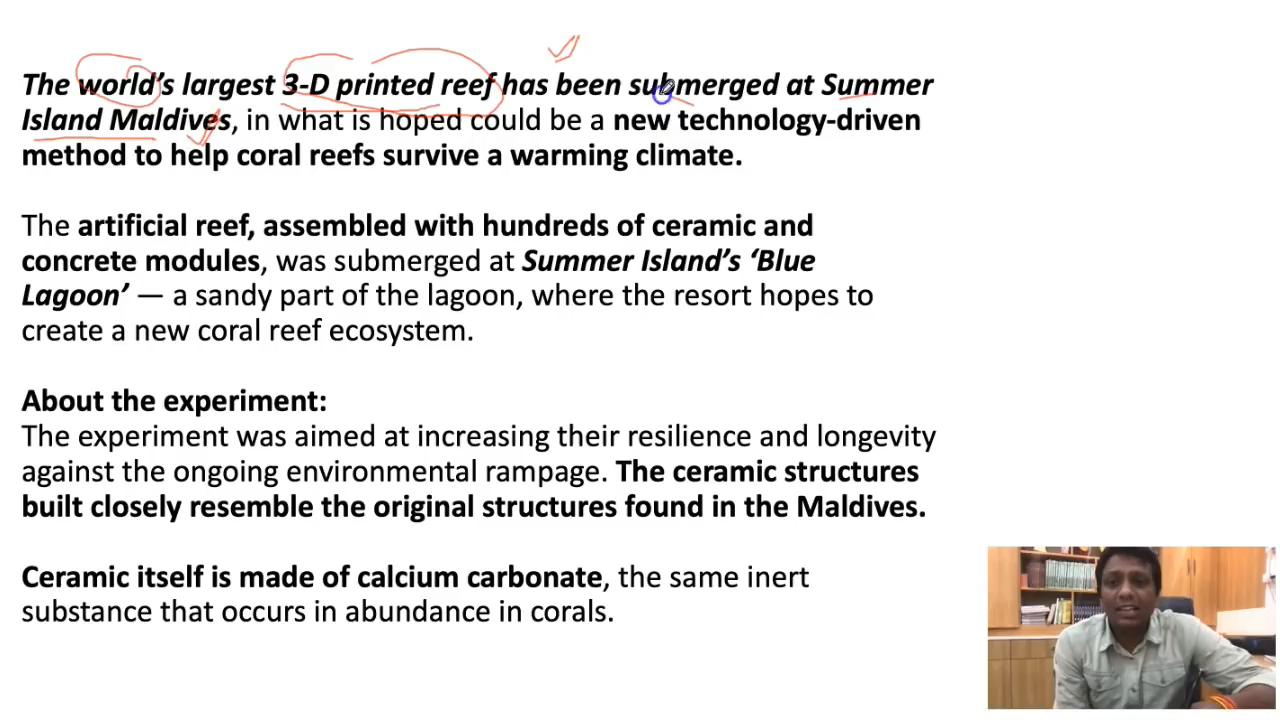 The world's largest 3-D printed reef has been submerged at Summer
Island Maldives, in what is hoped could be a new technology-driven
method to help coral reefs survive a warming climate.
The artificial reef, assembled with hundreds of ceramic and
concrete modules, was submerged at Summer Island's ‘Blue
Lagoon’ — a sandy part of the lagoon, where the resort hopes to
create a new coral reef ecosystem.
About the experiment:
The experiment was aimed at increasing their resilience and longevity
against the ongoing environmental rampage. The ceramic structures
built closely resemble the original structures found in the Maldives.
Ceramic itself is made of calcium carbonate, the same inert
substance that occurs in abundance in corals.